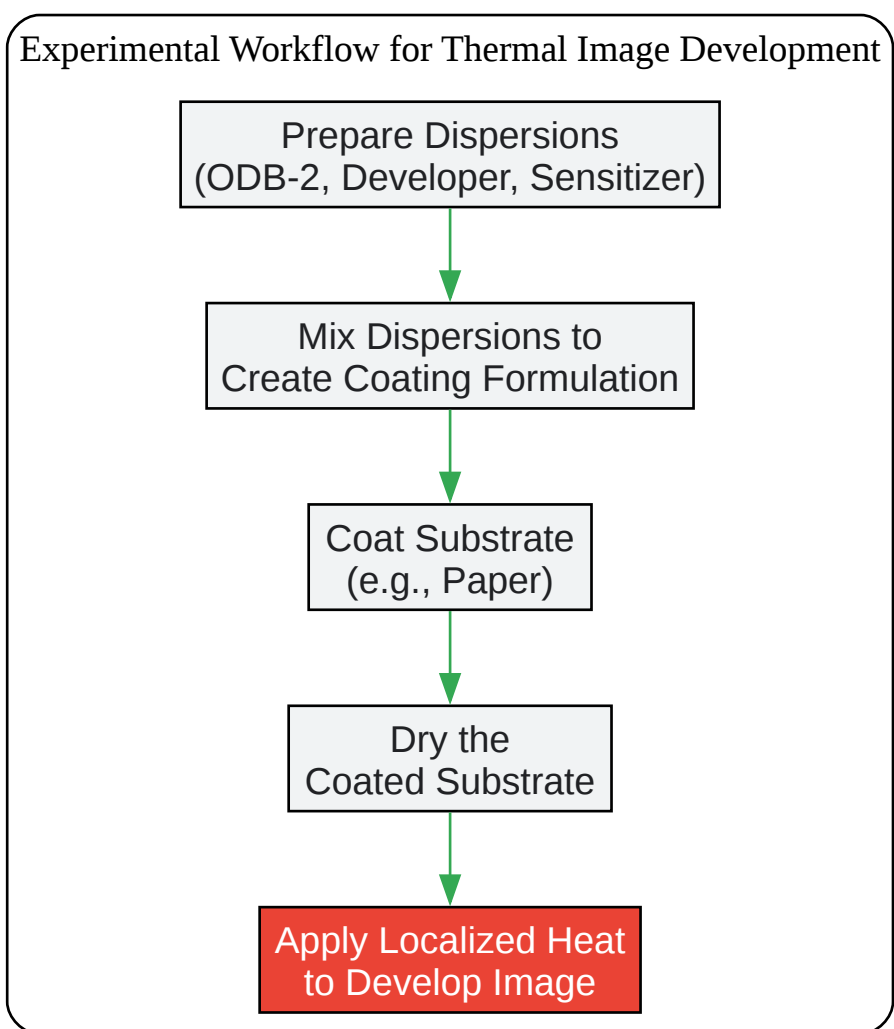 Experimental Workflow for Thermal Image Development
Prepare Dispersions
(ODB-2, Developer, Sensitizer)
Mix Dispersions to
Create Coating Formulation
Coat Substrate
(e.g., Paper)
Dry the
Coated Substrate
Apply Localized Heat
to Develop Image